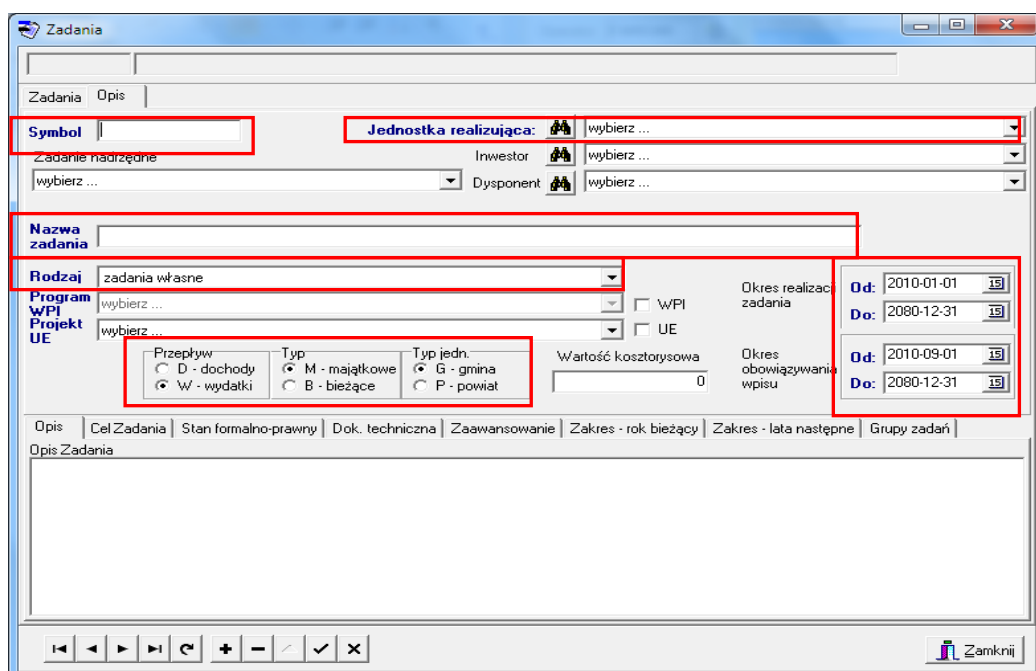 Zadania
Zadania Opis
Symbol Jednostka realizująca: wybierz ...
Zadanie nadrzędne Inwestor wybierz ...
wybierz ... Dysponent wybierz ...
Nazwa
zadania
Rodzaj zadania własne
Program
WPI wybierz ... WPI
Projekt
UE wybierz ... UE
Okres realizacji
zadania
Od: 2010-01-01 15
Do: 2080-12-31 15
Przepływ Typ Typ jedn.
D - dochody M - majątkowe G - gmina
W - wydatki B - bieżące P - powiat
Wartość kosztorysowa
0
Okres
obowiązywania
wpisu
Od: 2010-09-01 15
Do: 2080-12-31 15
Opis Cel Zadania Stan formalno-prawny Dok. techniczna Zaawansowanie Zakres - rok bieżący Zakres - lata następne Grupy zadań
Opis Zadania
Zamknij